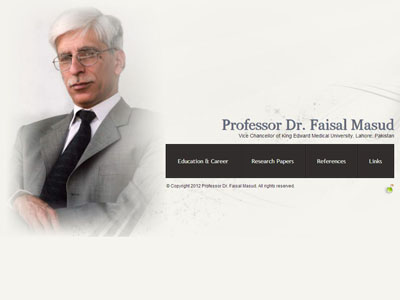 Professor Dr. Faisal Masud
Vice Chancellor of King Edward Medical University, Lahore, Pakistan
Education & Career Research Papers References Links
© Copyright 2012 Professor Dr. Faisal Masud. All rights reserved.